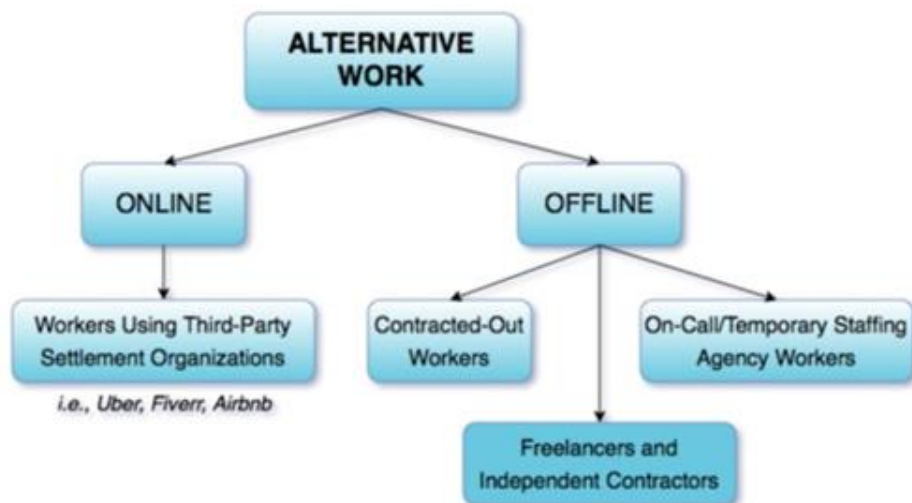 ALTERNATIVE
WORK
ONLINE
OFFLINE
Workers Using Third-Party
Settlement Organizations
i.e., Uber, Fiverr, Airbnb
Contracted-Out
Workers
On-Call/Temporary Staffing
Agency Workers
Freelancers and
Independent Contractors